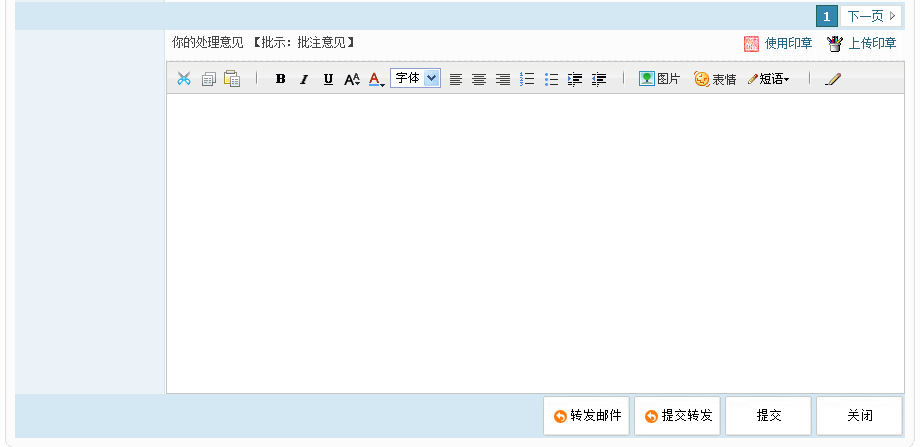 1 下一页
你的处理意见 【批示：批注意见】 使用印章 上传印章
B I U AA A 字体 图片 表情 短语
转发邮件 提交转发 提交 关闭